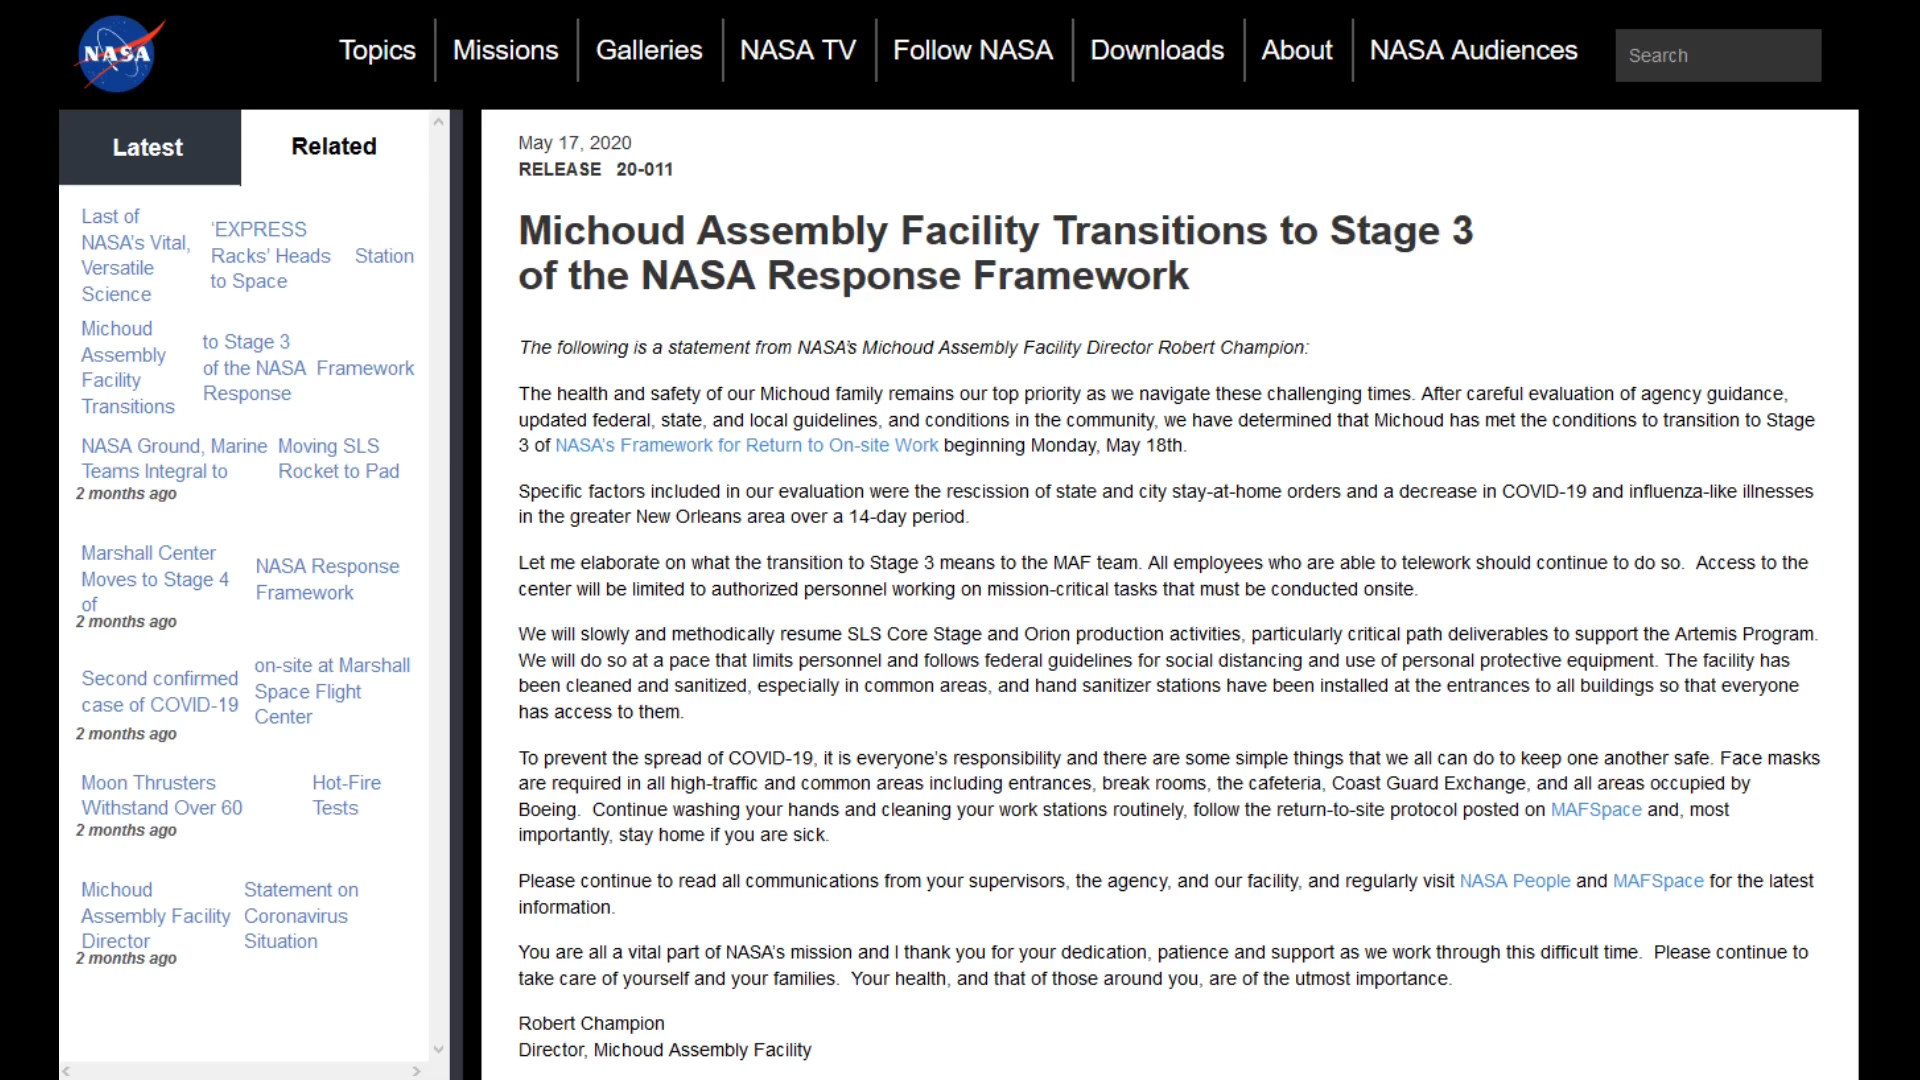 NASA
Topics
Missions
Galleries
NASA TV
Follow NASA
Downloads
About
NASA Audiences
Search
Latest
Related
Last of
NASA's Vital,
Versatile
Science
‘EXPRESS
Racks’ Heads
to Space
Station
Michoud
Assembly
Facility
Transitions
to Stage 3
of the NASA
Response
Framework
NASA Ground, Marine
Teams Integral to
Moving SLS
Rocket to Pad
2 months ago
Marshall Center
Moves to Stage 4
of
NASA Response
Framework
2 months ago
Second confirmed
case of COVID-19
on-site at Marshall
Space Flight
Center
2 months ago
Moon Thrusters
Withstand Over 60
Hot-Fire
Tests
2 months ago
Michoud
Assembly Facility
Director
Statement on
Coronavirus
Situation
2 months ago
May 17, 2020
RELEASE 20-011
Michoud Assembly Facility Transitions to Stage 3
of the NASA Response Framework
The following is a statement from NASA's Michoud Assembly Facility Director Robert Champion:
The health and safety of our Michoud family remains our top priority as we navigate these challenging times. After careful evaluation of agency guidance,
updated federal, state, and local guidelines, and conditions in the community, we have determined that Michoud has met the conditions to transition to Stage
3 of NASA's Framework for Return to On-site Work beginning Monday, May 18th.
Specific factors included in our evaluation were the rescission of state and city stay-at-home orders and a decrease in COVID-19 and influenza-like illnesses
in the greater New Orleans area over a 14-day period.
Let me elaborate on what the transition to Stage 3 means to the MAF team. All employees who are able to telework should continue to do so. Access to the
center will be limited to authorized personnel working on mission-critical tasks that must be conducted onsite.
We will slowly and methodically resume SLS Core Stage and Orion production activities, particularly critical path deliverables to support the Artemis Program.
We will do so at a pace that limits personnel and follows federal guidelines for social distancing and use of personal protective equipment. The facility has
been cleaned and sanitized, especially in common areas, and hand sanitizer stations have been installed at the entrances to all buildings so that everyone
has access to them.
To prevent the spread of COVID-19, it is everyone's responsibility and there are some simple things that we all can do to keep one another safe. Face masks
are required in all high-traffic and common areas including entrances, break rooms, the cafeteria, Coast Guard Exchange, and all areas occupied by
Boeing. Continue washing your hands and cleaning your work stations routinely, follow the return-to-site protocol posted on MAFSpace and, most
importantly, stay home if you are sick.
Please continue to read all communications from your supervisors, the agency, and our facility, and regularly visit NASA People and MAFSpace for the latest
information.
You are all a vital part of NASA's mission and I thank you for your dedication, patience and support as we work through this difficult time. Please continue to
take care of yourself and your families. Your health, and that of those around you, are of the utmost importance.
Robert Champion
Director, Michoud Assembly Facility